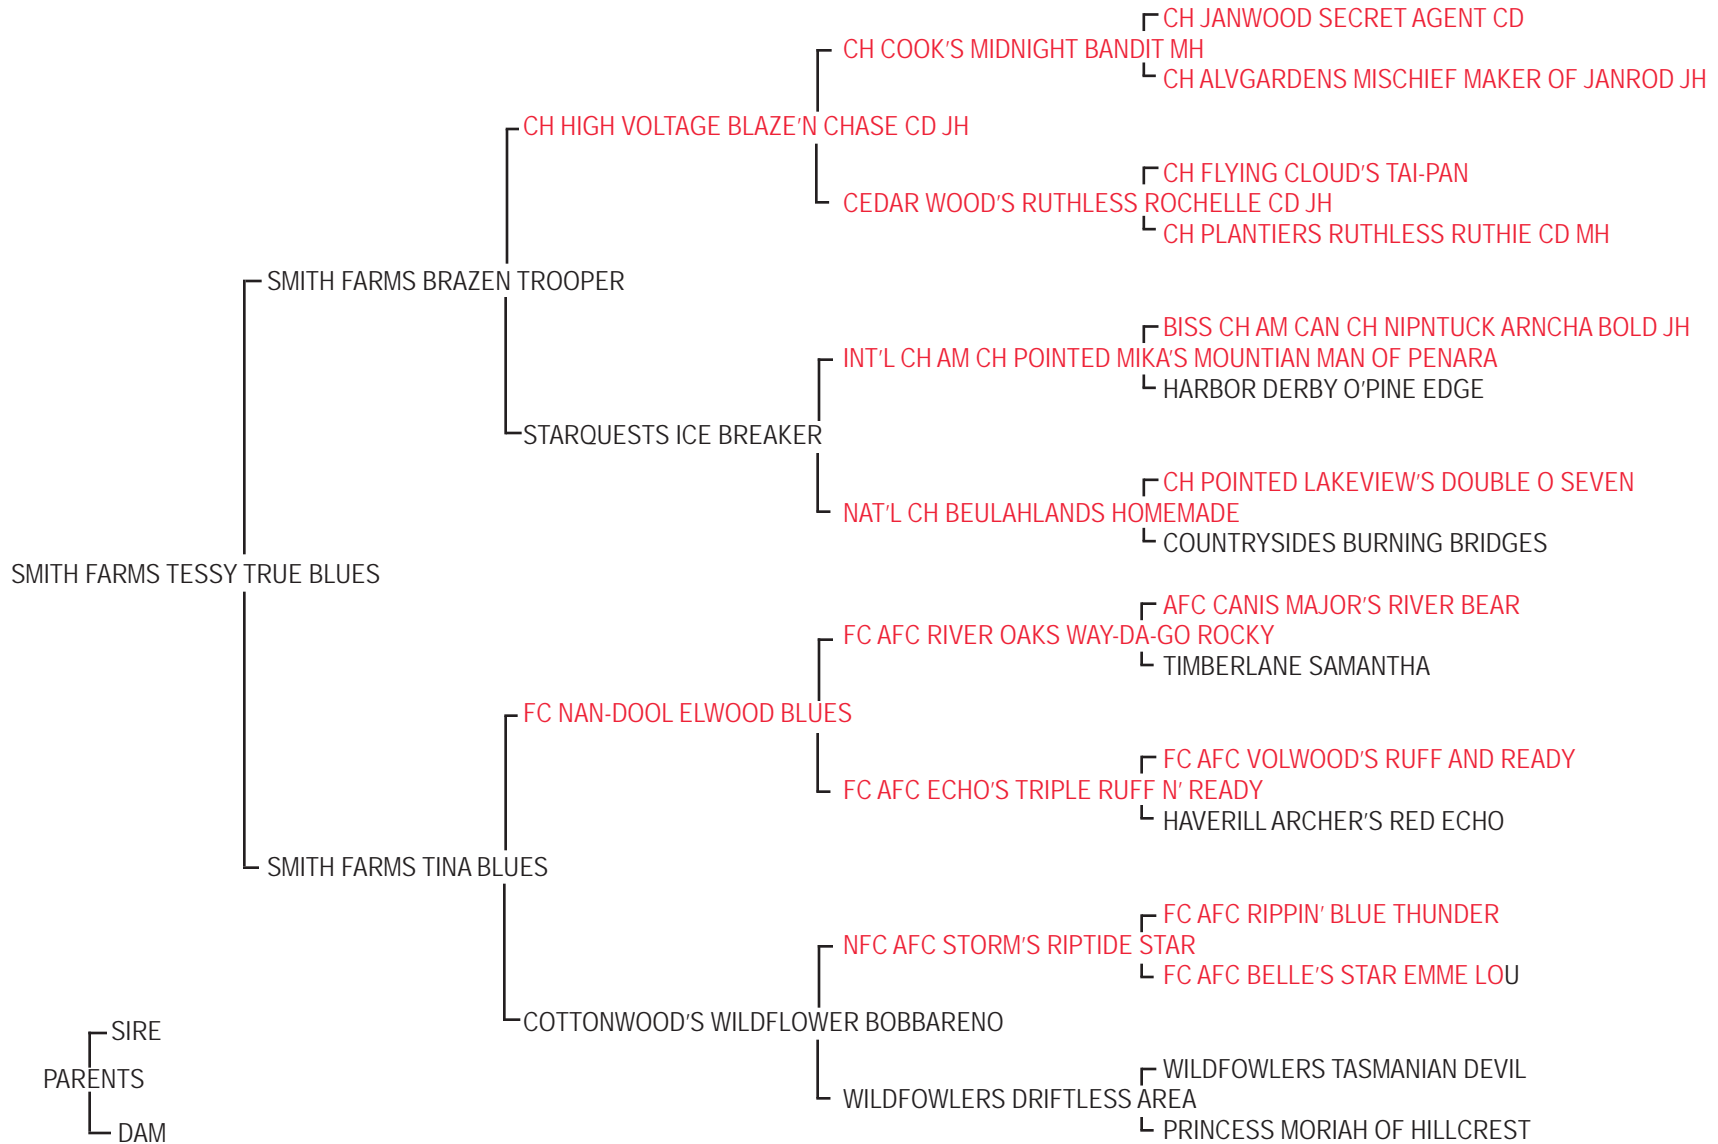 CH JANWOOD SECRET AGENT CD
CH COOK'S MIDNIGHT BANDIT MH
CH ALVGARDENS MISCHIEF MAKER OF JANROD JH
CH HIGH VOLTAGE BLAZE'N CHASE CD JH
CH FLYING CLOUD'S TAI-PAN
CEDAR WOOD'S RUTHLESS ROCHELLE CD JH
CH PLANTIERS RUTHLESS RUTHIE CD MH
SMITH FARMS BRAZEN TROOPER
BISS CH AM CAN CH NIPNTUCK ARNCHA BOLD JH
INT'L CH AM CH POINTED MIKA'S MOUNTIAN MAN OF PENARA
HARBOR DERBY O'PINE EDGE
STARQUESTS ICE BREAKER
CH POINTED LAKEVIEW'S DOUBLE O SEVEN
NAT'L CH BEULAHLANDS HOMEMADE
COUNTRYSIDES BURNING BRIDGES
SMITH FARMS TESSY TRUE BLUES
AFC CANIS MAJOR'S RIVER BEAR
FC AFC RIVER OAKS WAY-DA-GO ROCKY
TIMBERLANE SAMANTHA
FC NAN-DOOL ELWOOD BLUES
FC AFC VOLWOOD'S RUFF AND READY
FC AFC ECHO'S TRIPLE RUFF N' READY
HAVERILL ARCHER'S RED ECHO
SMITH FARMS TINA BLUES
FC AFC RIPPIN' BLUE THUNDER
NFC AFC STORM'S RIPTIDE STAR
FC AFC BELLE'S STAR EMME LOU
COTTONWOOD'S WILDFLOWER BOBBARENO
WILDFOWLERS TASMANIAN DEVIL
WILDFOWLERS DRIFTLESS AREA
PRINCESS MORIAH OF HILLCREST
SIRE
PARENTS
DAM